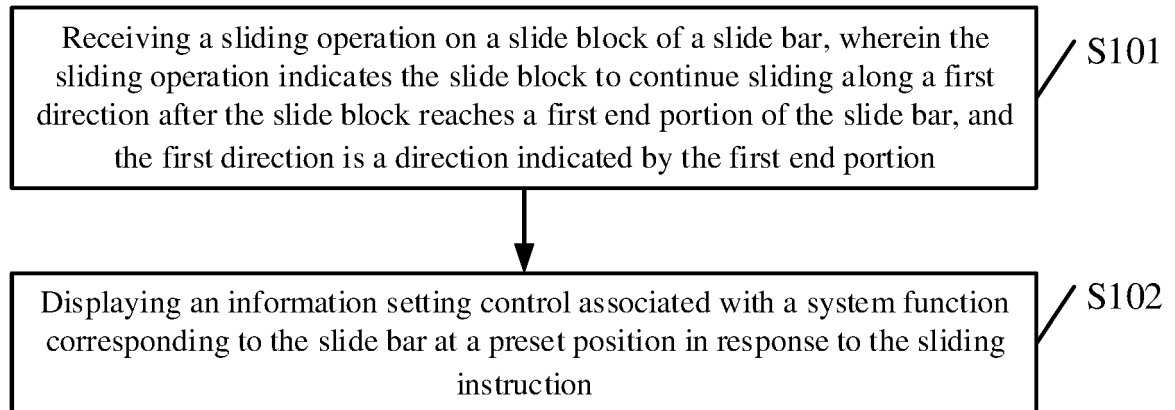 Receiving a sliding operation on a slide block of a slide bar, wherein the
sliding operation indicates the slide block to continue sliding along a first
direction after the slide block reaches a first end portion of the slide bar, and
the first direction is a direction indicated by the first end portion
S101
Displaying an information setting control associated with a system function
corresponding to the slide bar at a preset position in response to the sliding
instruction
S102